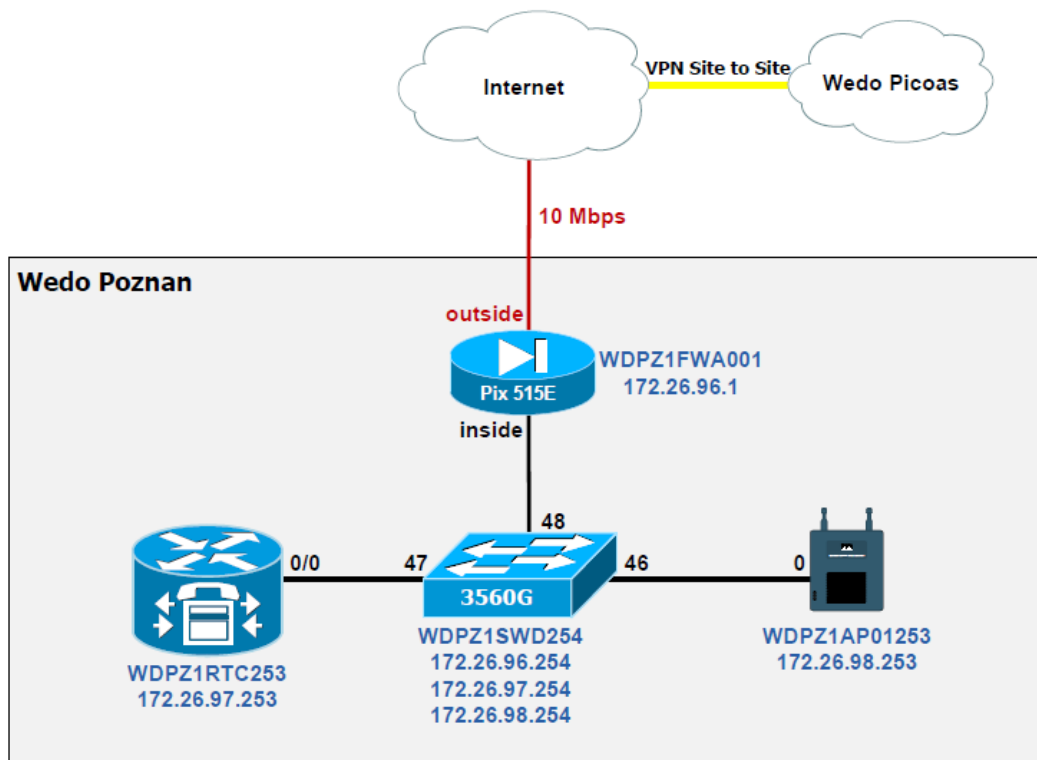 Internet
VPN Site to Site
Wedo Picoas
10 Mbps
Wedo Poznan
outside
Pix 515E
WDPZ1FWA001
172.26.96.1
inside
48
0/0
47
3560G
46
0
WDPZ1RTC253
172.26.97.253
WDPZ1SWD254
172.26.96.254
172.26.97.254
172.26.98.254
WDPZ1AP01253
172.26.98.253